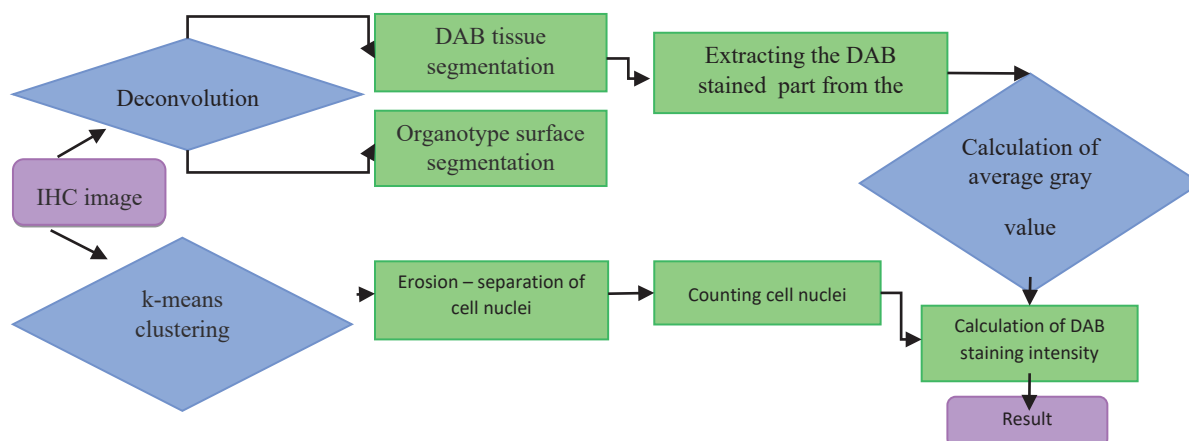 DAB tissue
segmentation
Extracting the DAB
stained part from the
Deconvolution
Organotype surface
segmentation
Calculation of
average gray
value
IHC image
k-means
clustering
Erosion – separation of
cell nuclei
Counting cell nuclei
Calculation of DAB
staining intensity
Result